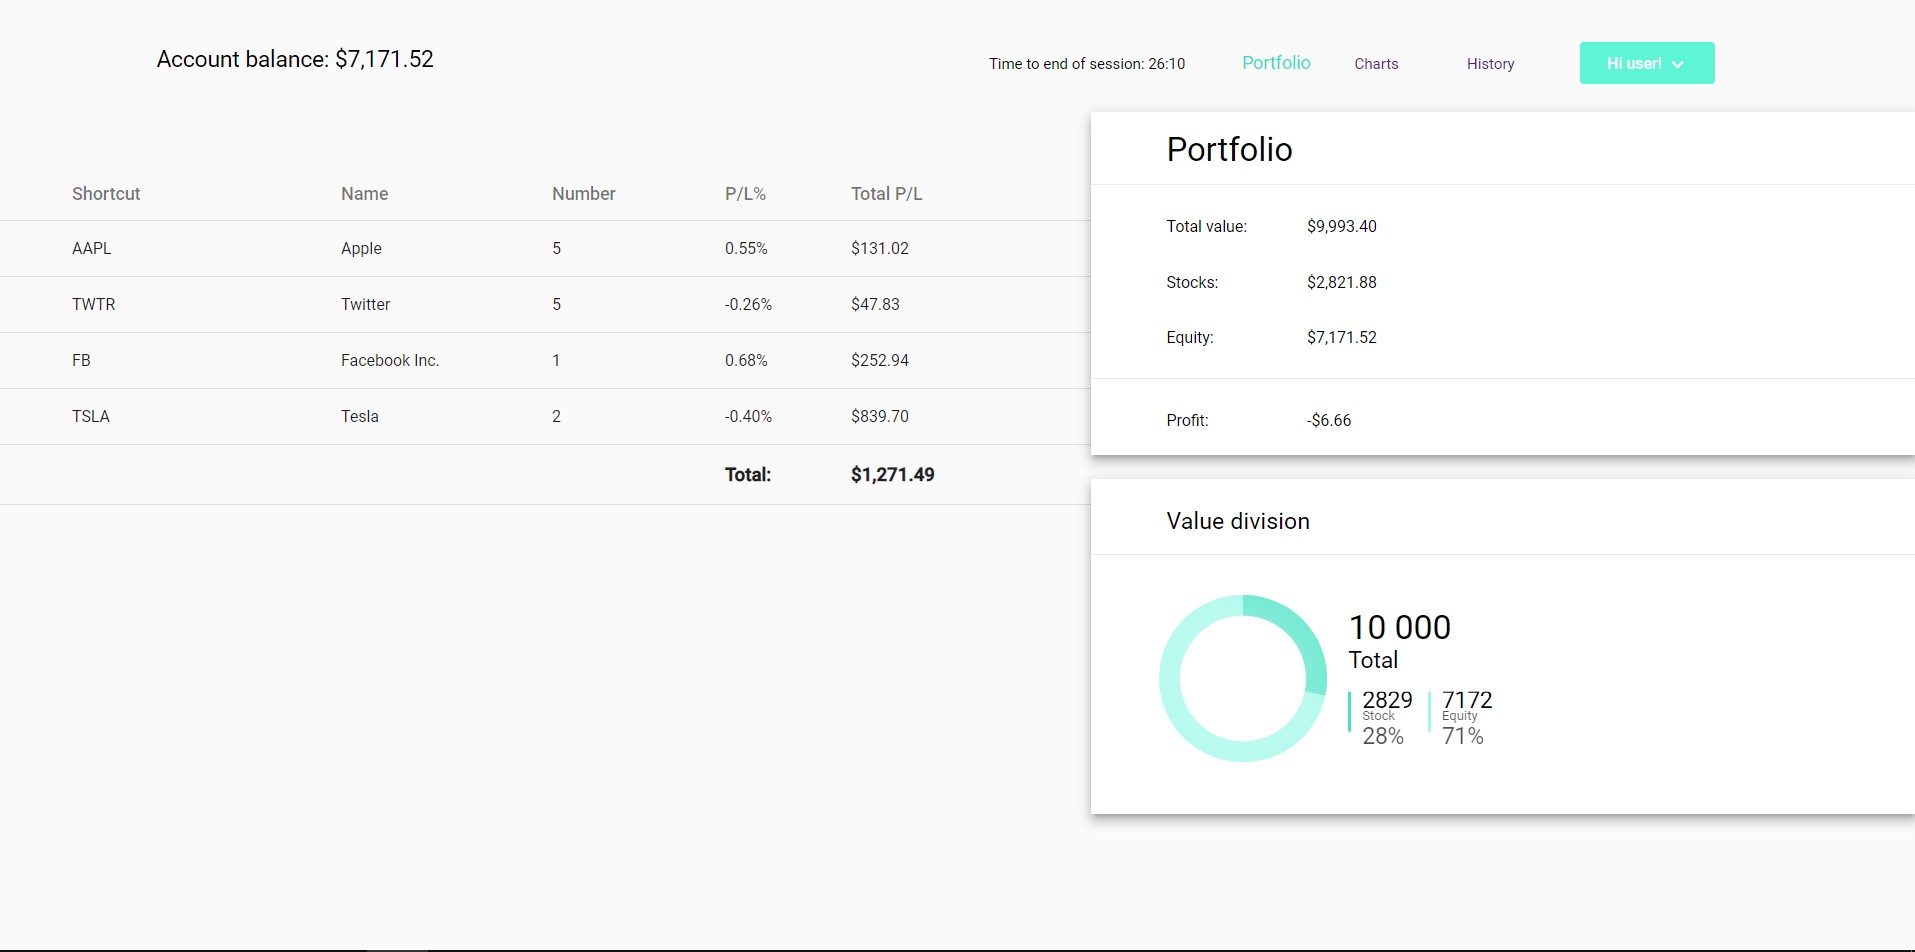 Account balance: $7,171.52
Time to end of session: 26:10 Portfolio Charts History Hi user!
Shortcut Name Number P/L% Total P/L
AAPL Apple 5 0.55% $131.02
TWTR Twitter 5 -0.26% $47.83
FB Facebook Inc. 1 0.68% $252.94
TSLA Tesla 2 -0.40% $839.70
Total: $1,271.49
Portfolio
Total value: $9,993.40
Stocks: $2,821.88
Equity: $7,171.52
Profit: -$6.66
Value division
10 000
Total
2829 7172
Stock Equity
28% 71%